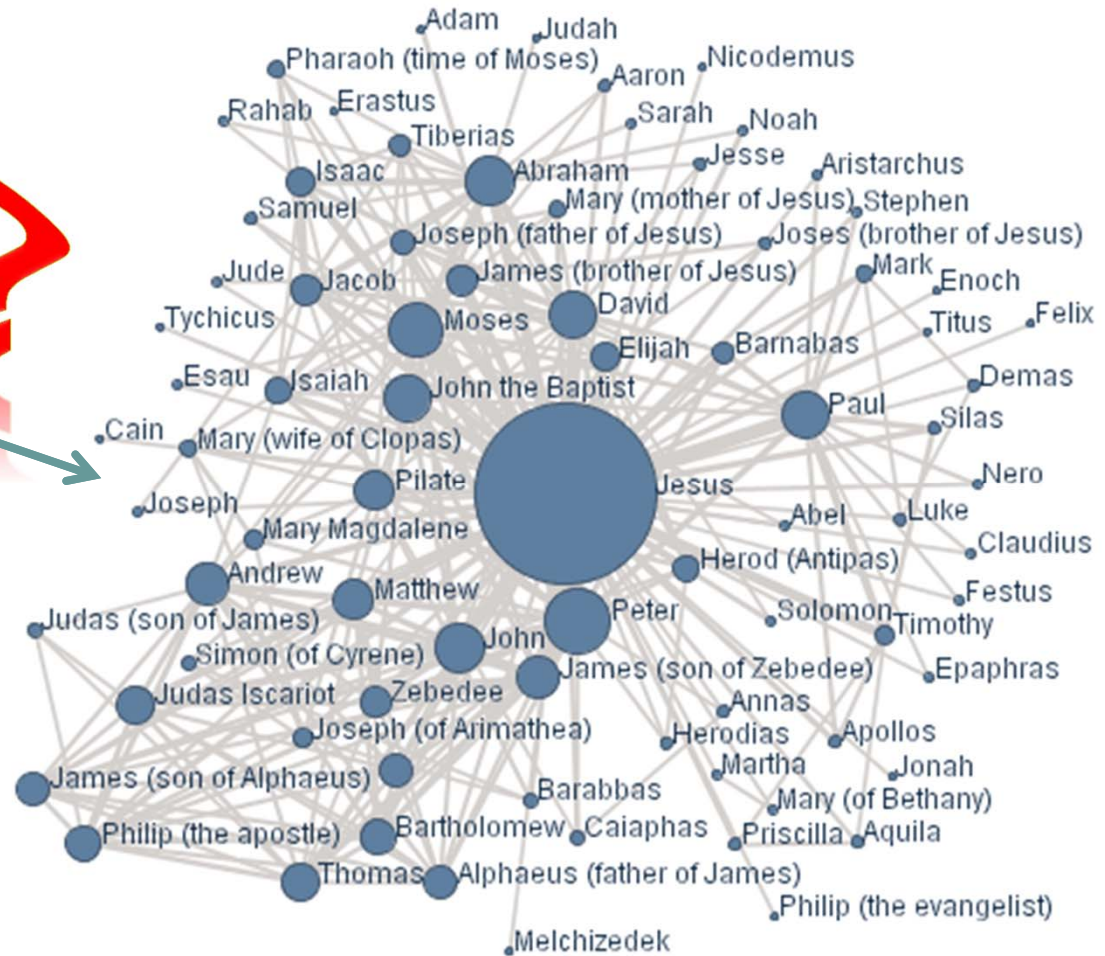 Adam
Judah
Pharaoh (time of Moses)
Nicodemus
Aaron
Rahab
Erastus
Sarah
Noah
Tiberias
Jesse
Aristarchus
Isaac
Abraham
Mary (mother of Jesus)
Stephen
Samuel
Joseph (father of Jesus)
Joses (brother of Jesus)
Jude
Jacob
James (brother of Jesus)
Mark
Enoch
David
Tychicus
Moses
Titus
Felix
Elijah
Barnabas
Esau
Isaiah
John the Baptist
Demas
Paul
Silas
Cain
Mary (wife of Clopas)
Pilate
Jesus
Nero
Joseph
Abel
Luke
Mary Magdalene
Claudius
Herod (Antipas)
Andrew
Matthew
Festus
Judas (son of James)
Peter
Solomon
Timothy
John
Simon (of Cyrene)
James (son of Zebedee)
Epaphras
Judas Iscariot
Zebedee
Annas
Joseph (of Arimathea)
Herodias
Apollos
James (son of Alphaeus)
Martha
Jonah
Barabbas
Mary (of Bethany)
Philip (the apostle)
Bartholomew
Caiaphas
Priscilla
Aquila
Thomas
Alphaeus (father of James)
Philip (the evangelist)
Melchizedek